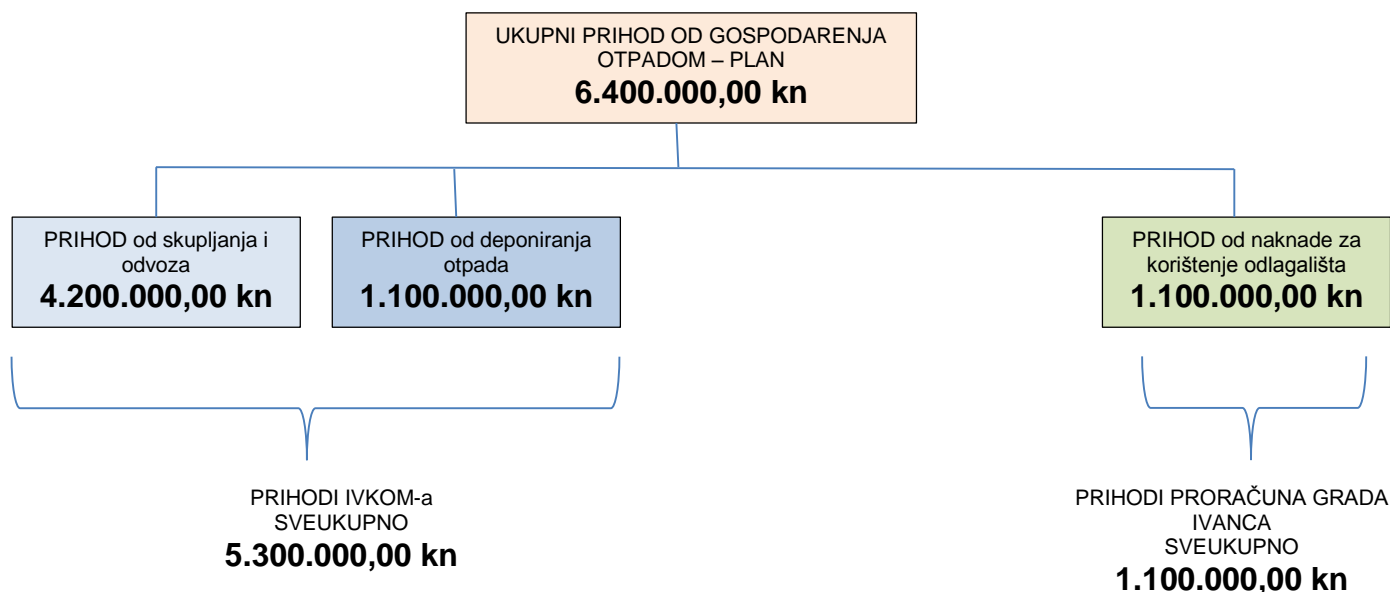 UKUPNI PRIHOD OD GOSPODARENJA
OTPADOM – PLAN
6.400.000,00 kn
PRIHOD od skupljanja i
odvoza
4.200.000,00 kn
PRIHOD od deponiranja
otpada
1.100.000,00 kn
PRIHOD od naknade za
korištenje odlagališta
1.100.000,00 kn
PRIHODI IVKOM-a
SVEUKUPNO
5.300.000,00 kn
PRIHODI PRORAČUNA GRADA
IVANCA
SVEUKUPNO
1.100.000,00 kn